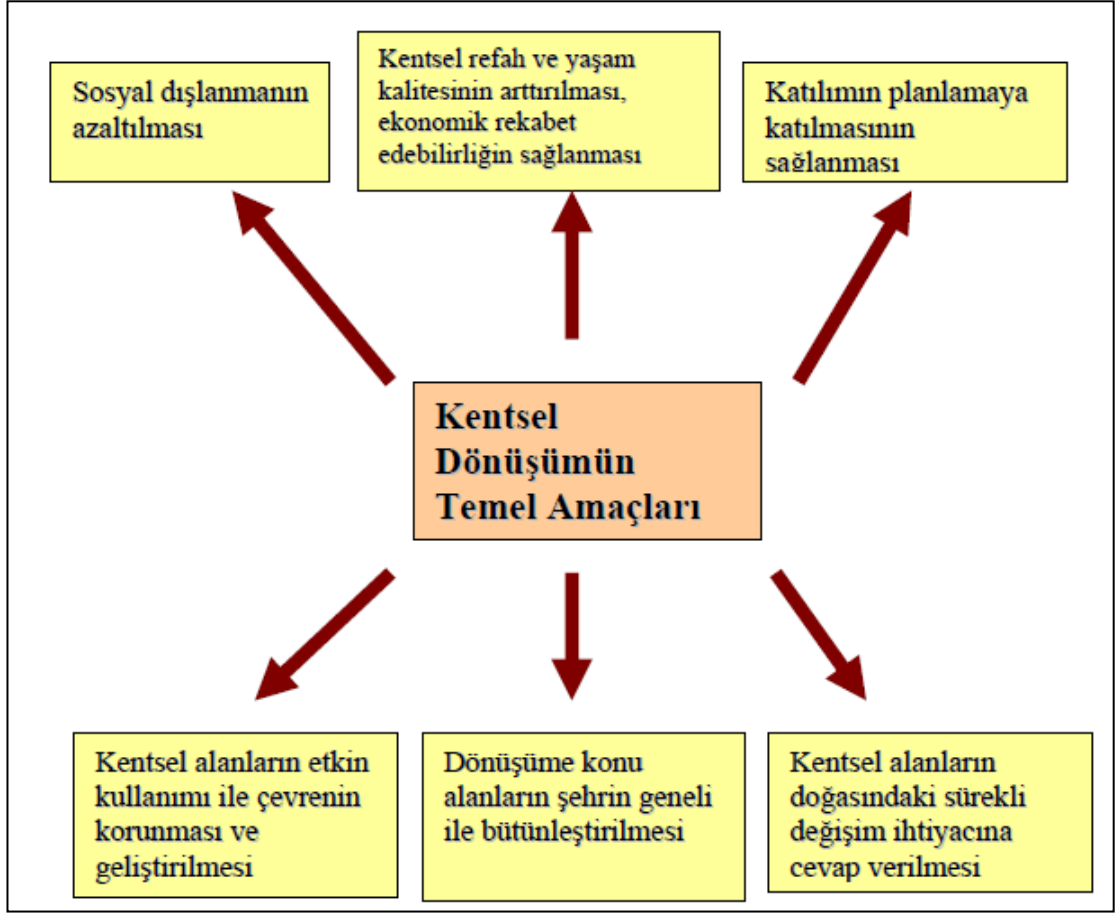 Sosyal dışlanmanın
azaltılması
Kentsel refah ve yaşam
kalitesinin arttırılması,
ekonomik rekabet
edebilirliğin sağlanması
Katılımın planlamaya
katılmasının
sağlanması
Kentsel
Dönüşümün
Temel Amaçları
Kentsel alanların etkin
kullanımı ile çevrenin
korunması ve
geliştirilmesi
Dönüşüme konu
alanların şehrin geneli
ile bütünleştirilmesi
Kentsel alanların
doğasındaki sürekli
değişim ihtiyacına
cevap verilmesi